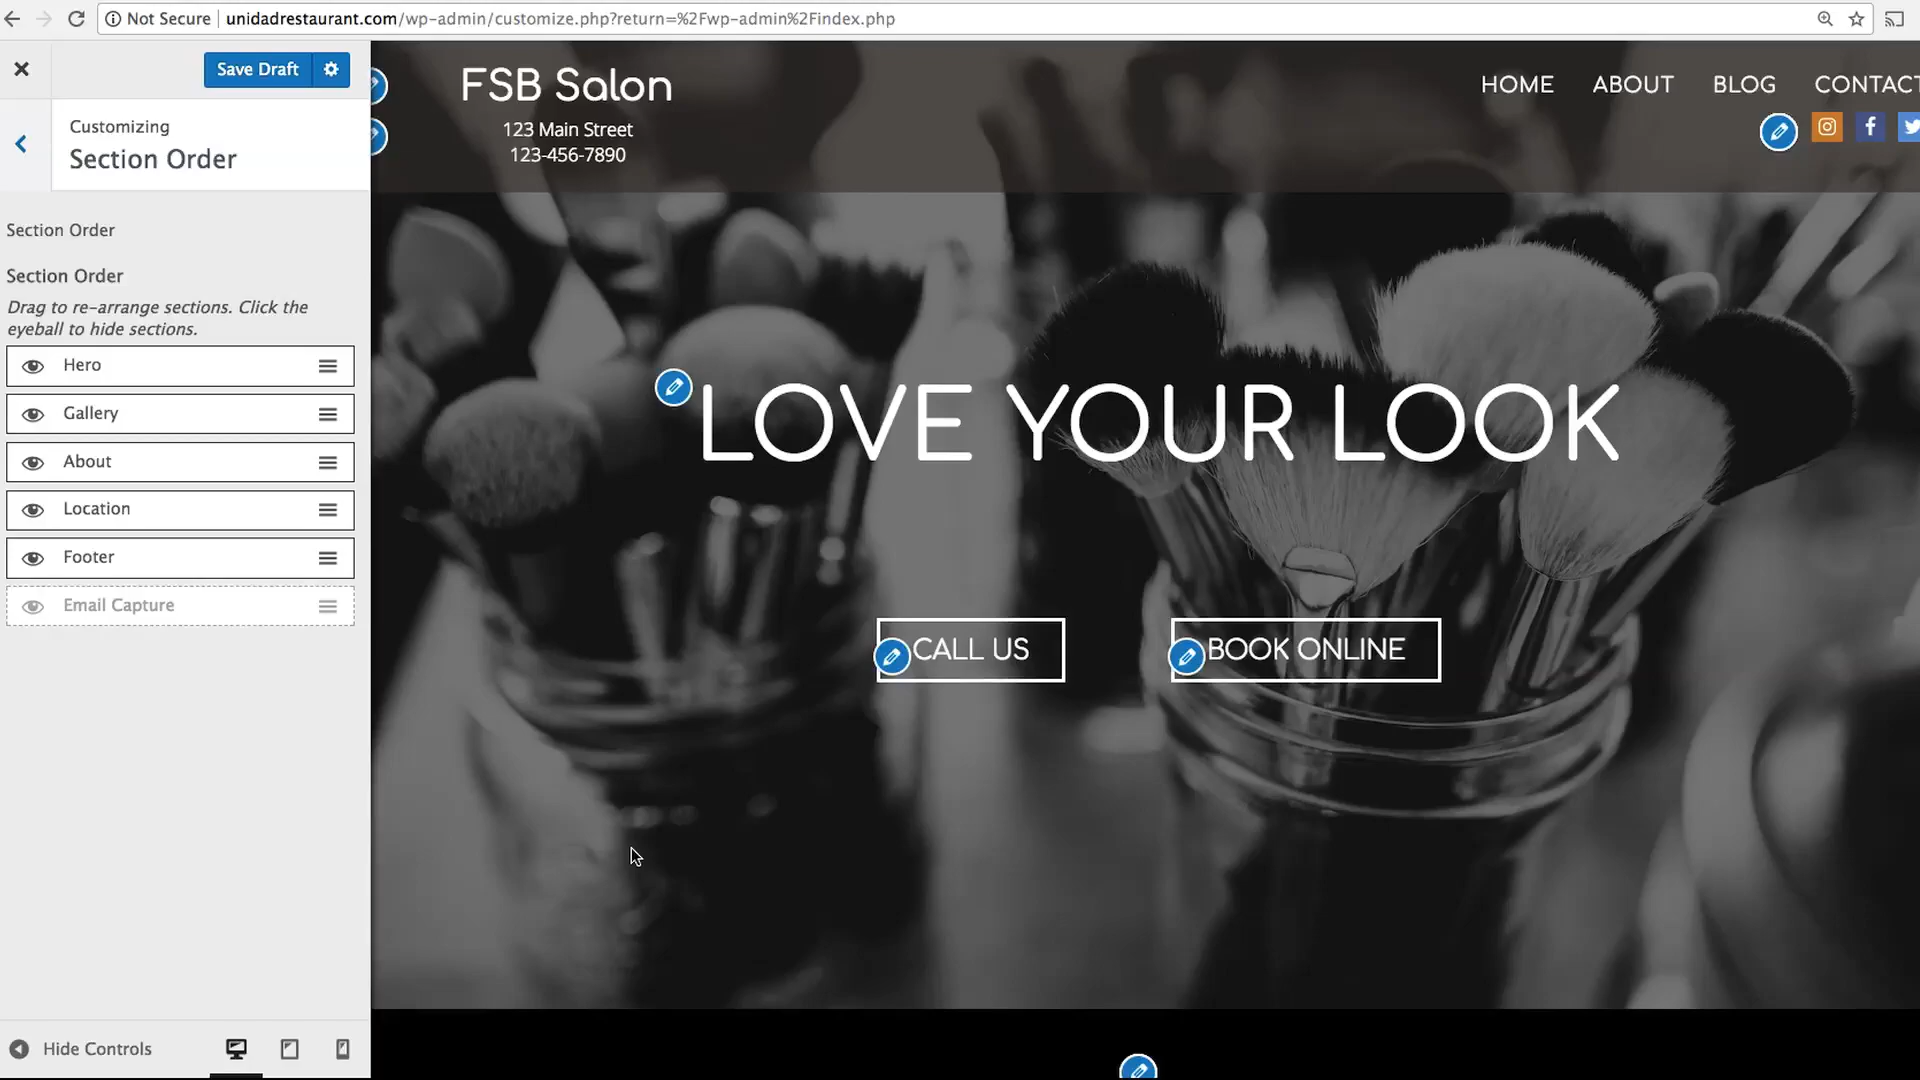 Not Secure
unidadrestaurant.com/wp-admin/customize.php?return=%2Fwp-admin%2Findex.php
Save Draft
Customizing
Section Order
Section Order
Section Order
Drag to re-arrange sections. Click the
eyeball to hide sections.
Hero
Gallery
About
Location
Footer
Email Capture
Hide Controls
FSB Salon
123 Main Street
123-456-7890
HOME ABOUT BLOG CONTACT
LOVE YOUR LOOK
CALL US
BOOK ONLINE